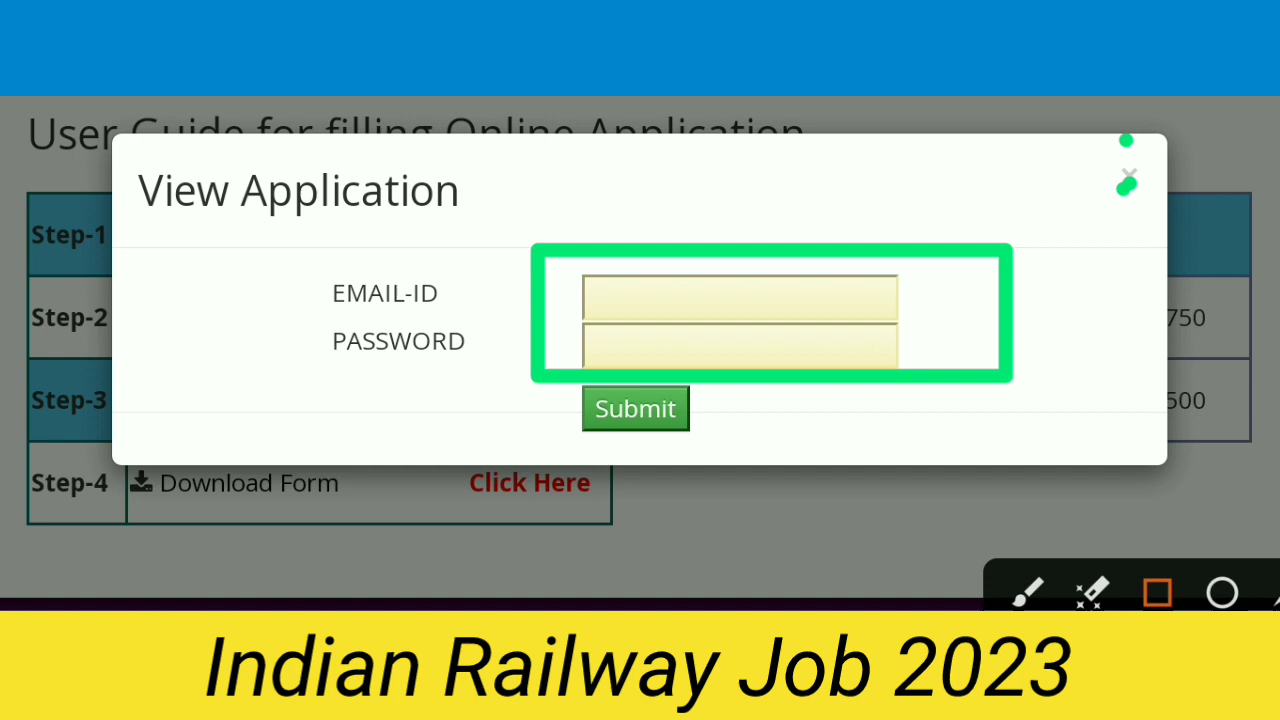 User Guide for filling Online Application
View Application
×
Step-1
EMAIL-ID
Step-2
750
PASSWORD
Step-3
500
Submit
Step-4 Download Form Click Here
Indian Railway Job 2023